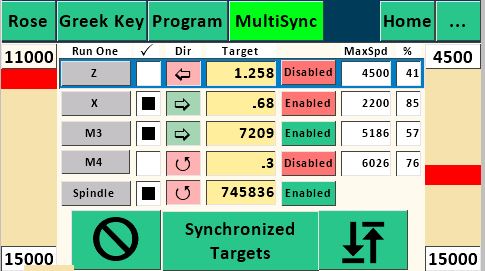 Rose Greek Key Program MultiSync Home ...
11000 Run One ✓ Dir Target MaxSpd % 4500
Z 1.258 Disabled 4500 41
X .68 Enabled 2200 85
M3 7209 Enabled 5186 57
M4 .3 Disabled 6026 76
Spindle 745836 Enabled
Synchronized
Targets
15000 15000